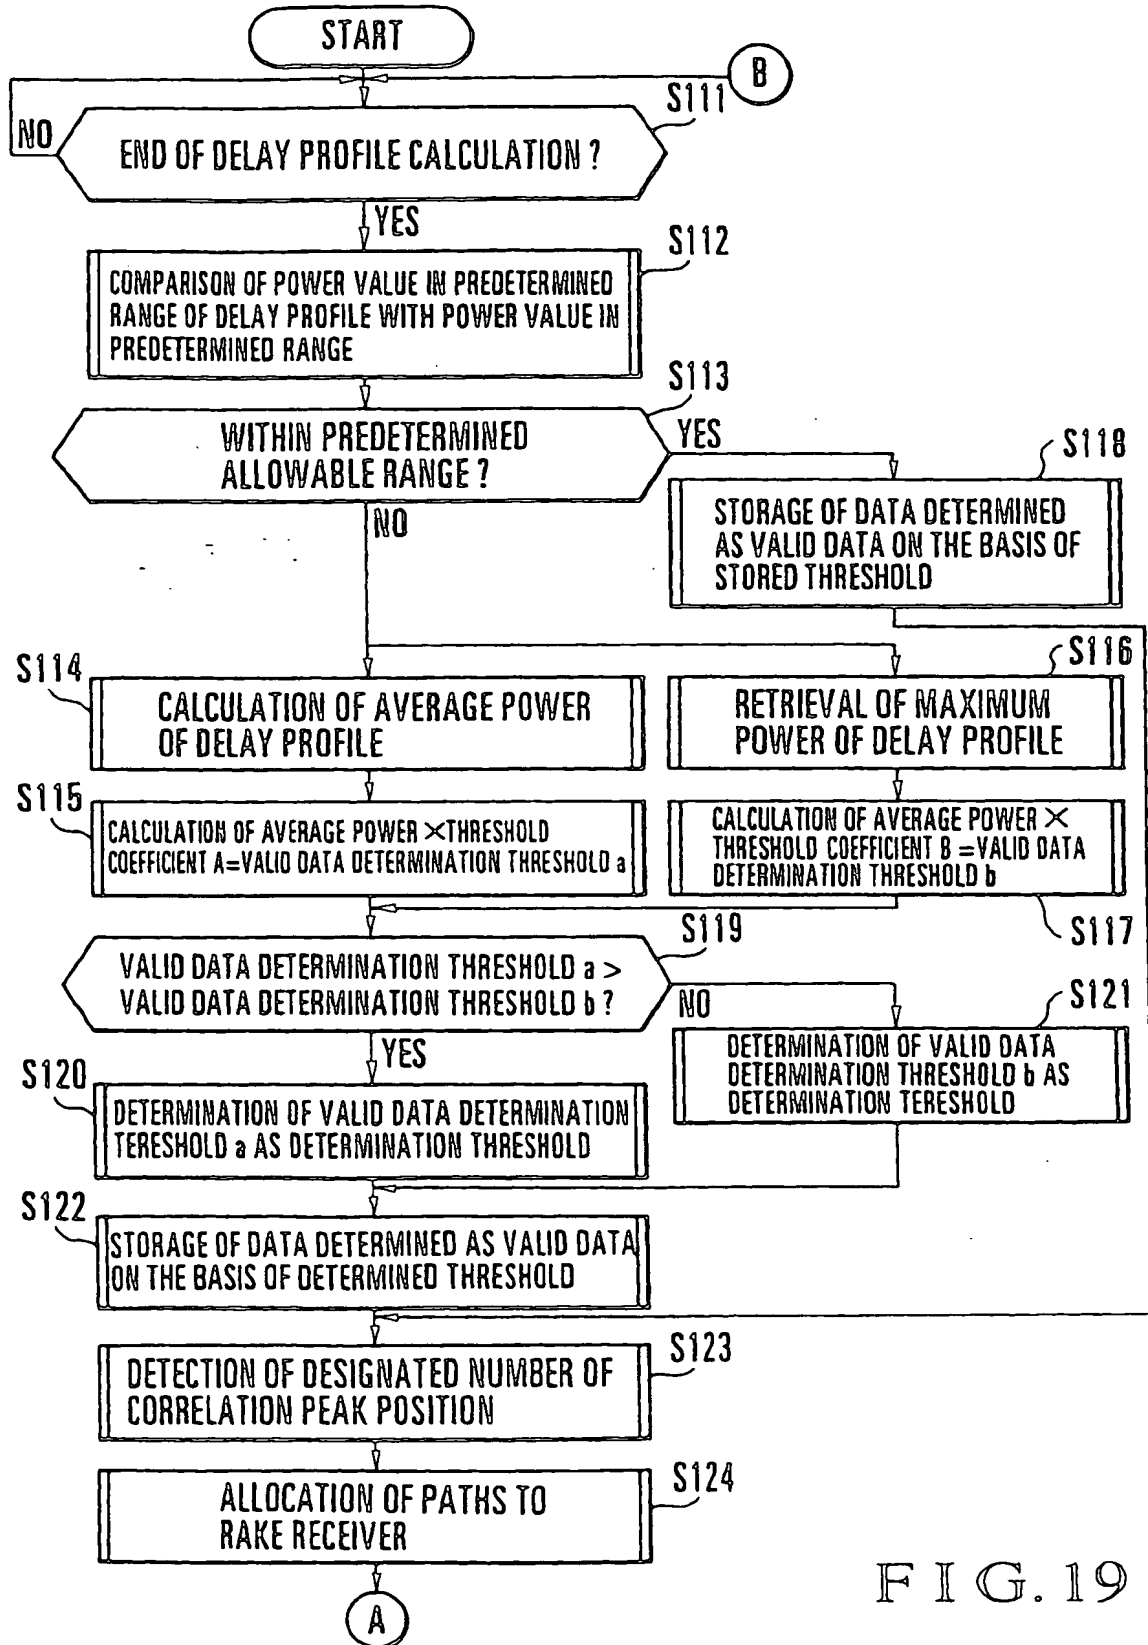 START
B
S111
NO
END OF DELAY PROFILE CALCULATION ?
YES
S112
COMPARISON OF POWER VALUE IN PREDETERMINED
RANGE OF DELAY PROFILE WITH POWER VALUE IN
PREDETERMINED RANGE
S113
WITHIN PREDETERMINED
ALLOWABLE RANGE ?
YES
NO
S118
STORAGE OF DATA DETERMINED
AS VALID DATA ON THE BASIS OF
STORED THRESHOLD
S114
CALCULATION OF AVERAGE POWER
OF DELAY PROFILE
S116
RETRIEVAL OF MAXIMUM
POWER OF DELAY PROFILE
S115
CALCULATION OF AVERAGE POWER ×THRESHOLD
COEFFICIENT A=VALID DATA DETERMINATION THRESHOLD a
CALCULATION OF AVERAGE POWER ×
THRESHOLD COEFFICIENT B =VALID DATA
DETERMINATION THRESHOLD b
S117
S119
VALID DATA DETERMINATION THRESHOLD a >
VALID DATA DETERMINATION THRESHOLD b ?
NO
YES
S121
DETERMINATION OF VALID DATA
DETERMINATION THRESHOLD b AS
DETERMINATION TERESHOLD
S120
DETERMINATION OF VALID DATA DETERMINATION
TERESHOLD a AS DETERMINATION THRESHOLD
S122
STORAGE OF DATA DETERMINED AS VALID DATA
ON THE BASIS OF DETERMINED THRESHOLD
S123
DETECTION OF DESIGNATED NUMBER OF
CORRELATION PEAK POSITION
S124
ALLOCATION OF PATHS TO
RAKE RECEIVER
A
FIG. 19